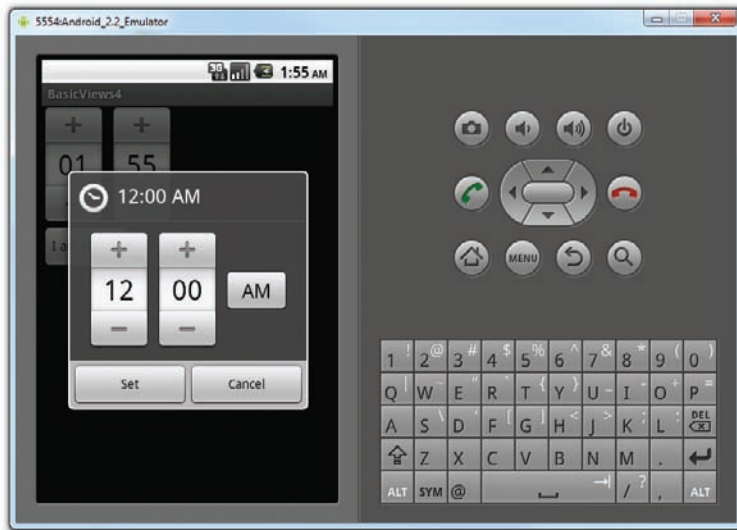 5554:Android_2.2_Emulator
3G
1:55 AM
BasicViews4
+ +
01 55
12:00 AM
+ +
12 00 AM
− −
Set Cancel
MENU
1 ! 2 @ 3 # 4 $ 5 % 6 ^ 7 & 8 * 9 ( 0 )
Q | W ~ E " R ` T { Y } U _ I - O + P =
A S \ D ' F [ G ] H < J > K ; L : DEL
Z X C V B N M .
ALT SYM @ / ? , ALT